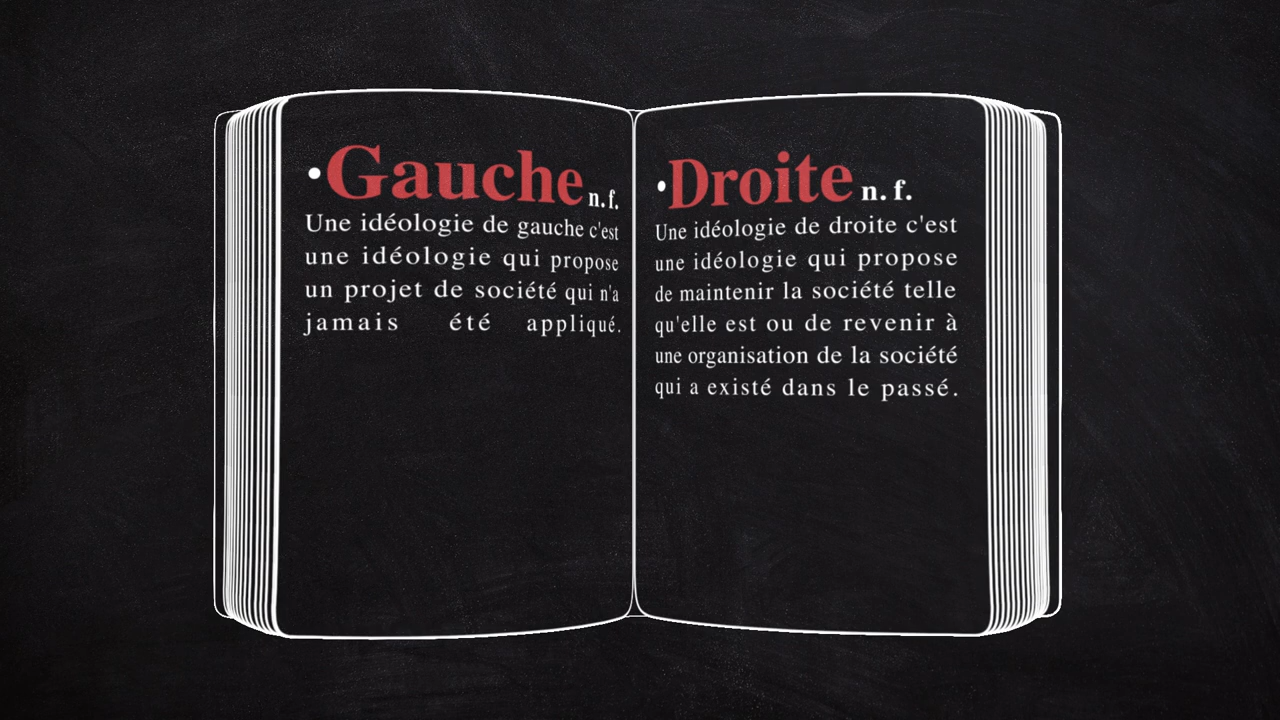 •Gauche n.f.
Une idéologie de gauche c'est
une idéologie qui propose
un projet de société qui n'a
jamais été appliqué.
•Droite n. f.
Une idéologie de droite c'est
une idéologie qui propose
de maintenir la société telle
qu'elle est ou de revenir à
une organisation de la société
qui a existé dans le passé.